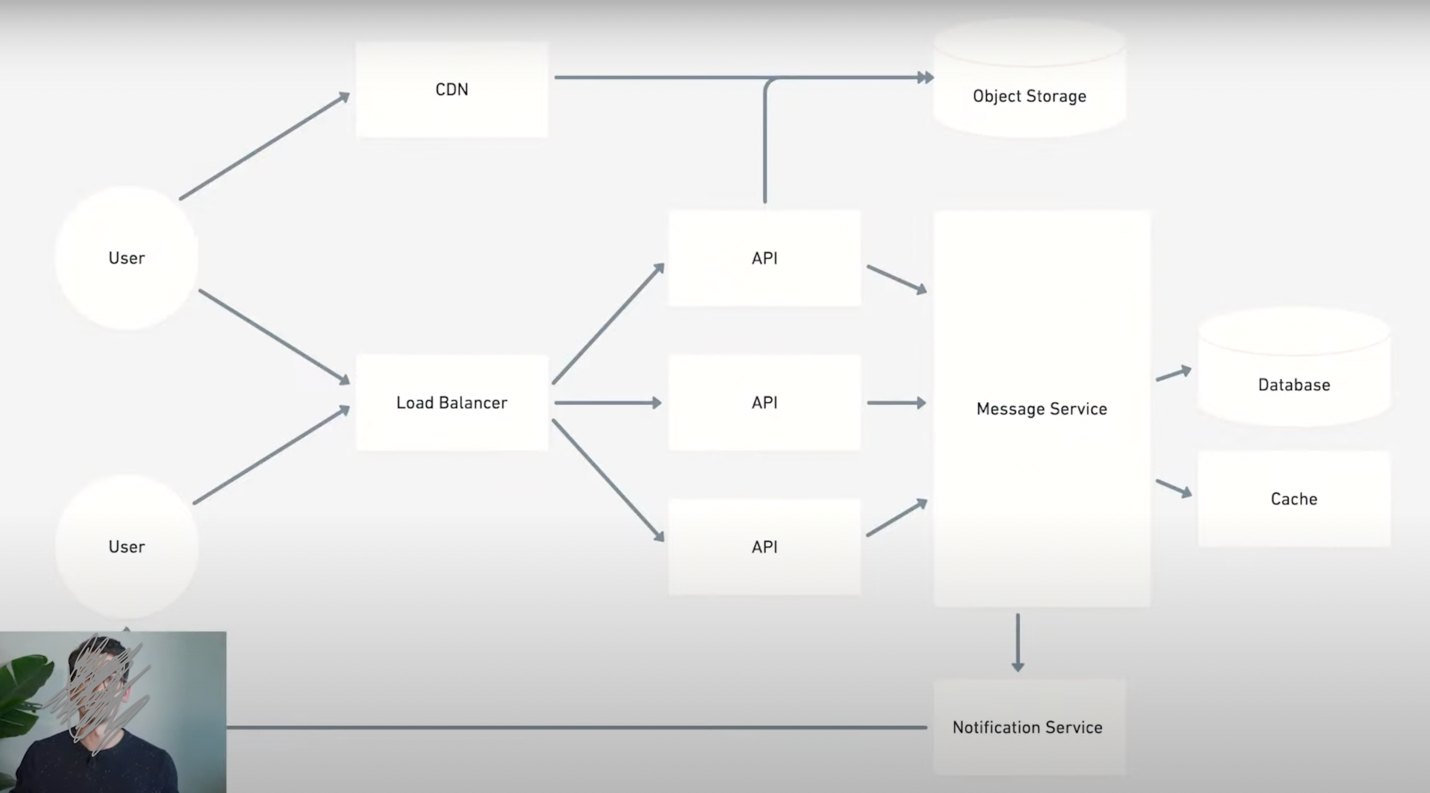 CDN
Object Storage
User
API
Load Balancer
API
Message Service
Database
Cache
User
API
Notification Service